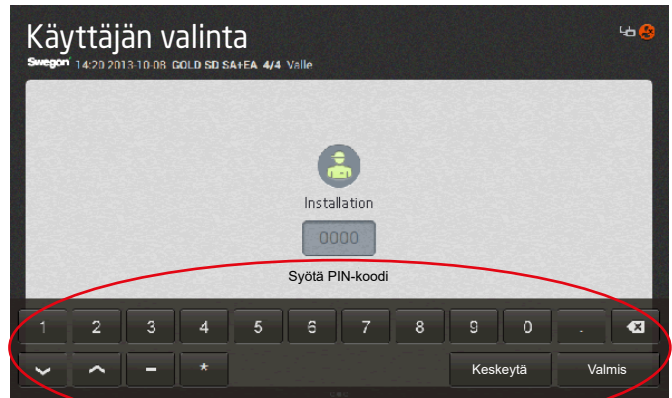 Käyttäjän valinta
Swegon 14:20 2013-10-08 GOLD SD SA+EA 4/4 Valle
Installation
0000
Syötä PIN-koodi
1 2 3 4 5 6 7 8 9 0 .
- *
Keskeytä Valmis